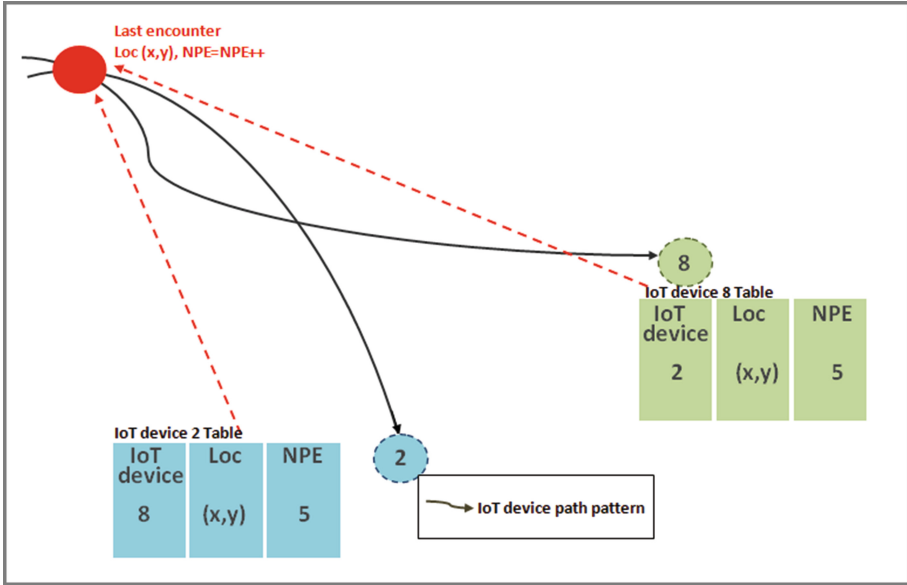 Last encounter
Loc (x,y), NPE=NPE++
8
IoT device 8 Table
IoT device Loc NPE
2 (x,y) 5
IoT device 2 Table
IoT device Loc NPE
8 (x,y) 5
2
IoT device path pattern